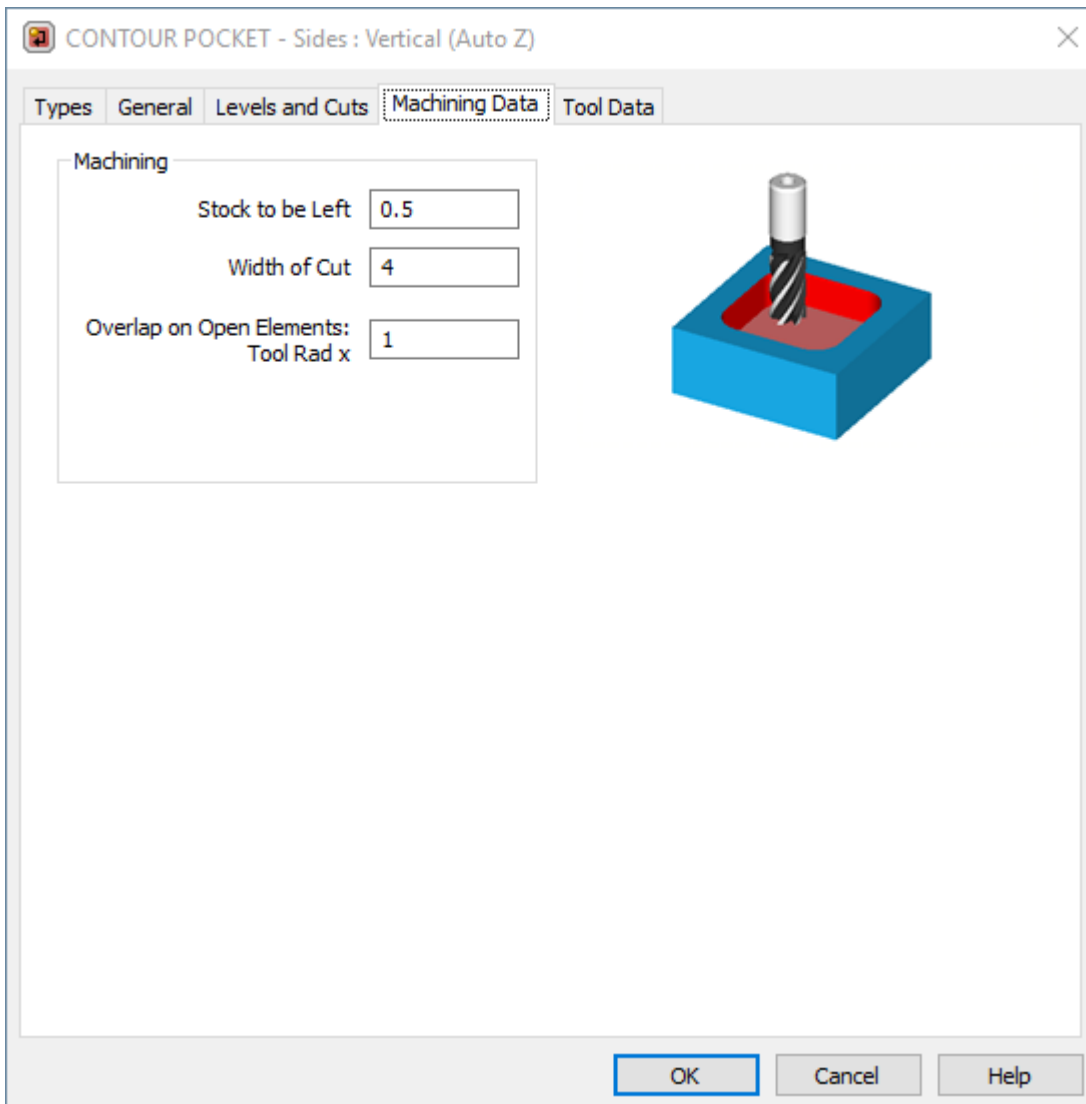 CONTOUR POCKET - Sides : Vertical (Auto Z)
Types General Levels and Cuts Machining Data Tool Data
Machining
Stock to be Left 0.5
Width of Cut 4
Overlap on Open Elements:
Tool Rad x 1
OK Cancel Help